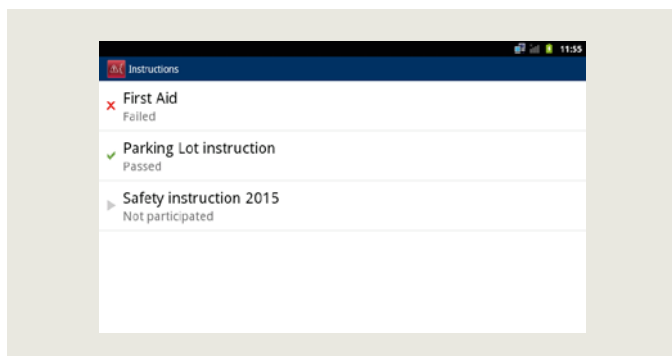 11:55
Instructions
First Aid
Failed
Parking Lot instruction
Passed
Safety instruction 2015
Not participated